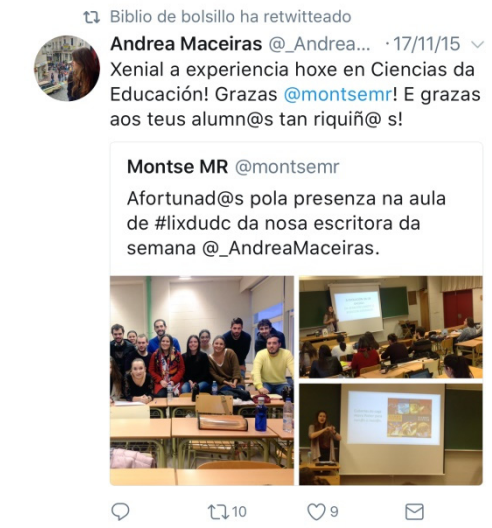 Biblio de bolsillo ha retwitteado
Andrea Maceiras @_Andrea... · 17/11/15
Xenial a experiencia hoxe en Ciencias da
Educación! Grazas @montsemr! E grazas
aos teus alumn@s tan riquiñ@ s!
Montse MR @montsemr
Afortunad@s pola presenza na aula
de #lixdudc da nosa escritora da
semana @_AndreaMaceiras.
10
9